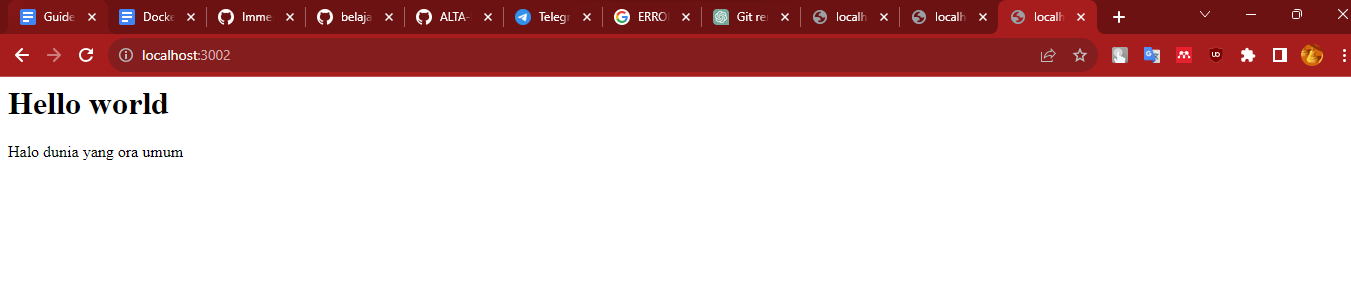 Guide
Docke
Imme
belaja
ALTA-
Telegr
ERRO
Git re
localh
localh
localh
localhost:3002
Hello world
Halo dunia yang ora umum